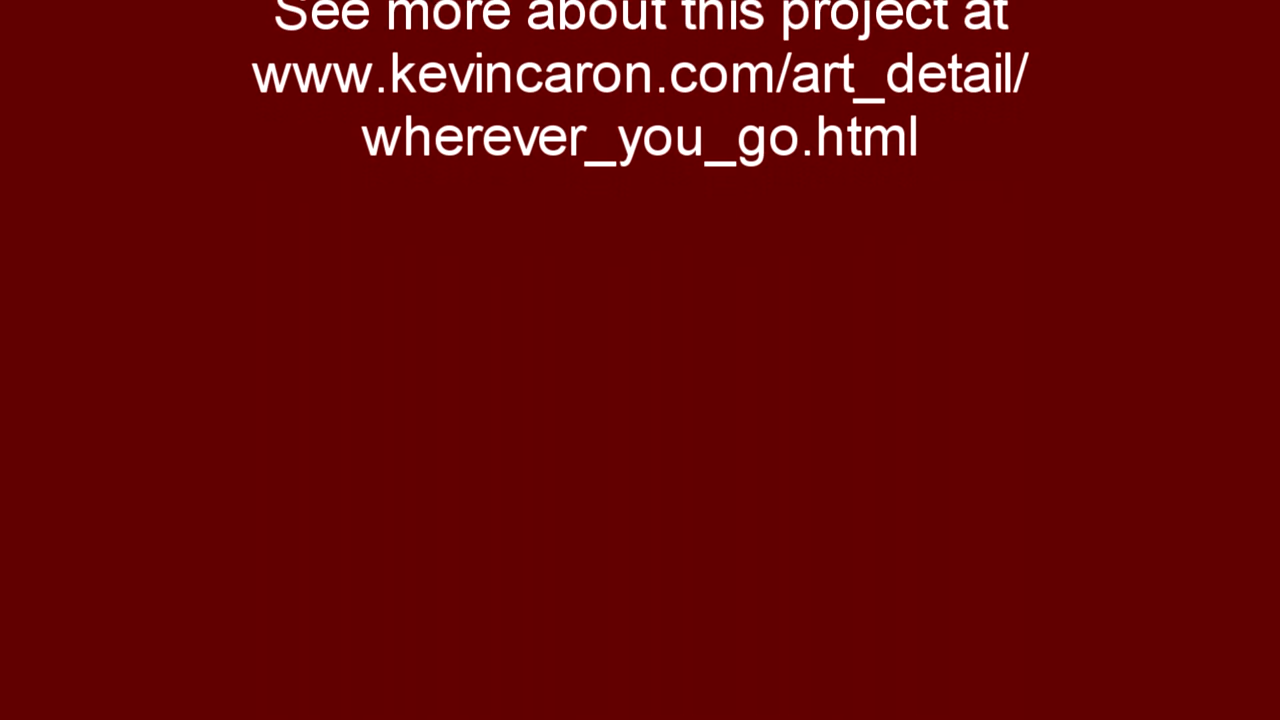 See more about this project at
www.kevincaron.com/art_detail/
wherever_you_go.html